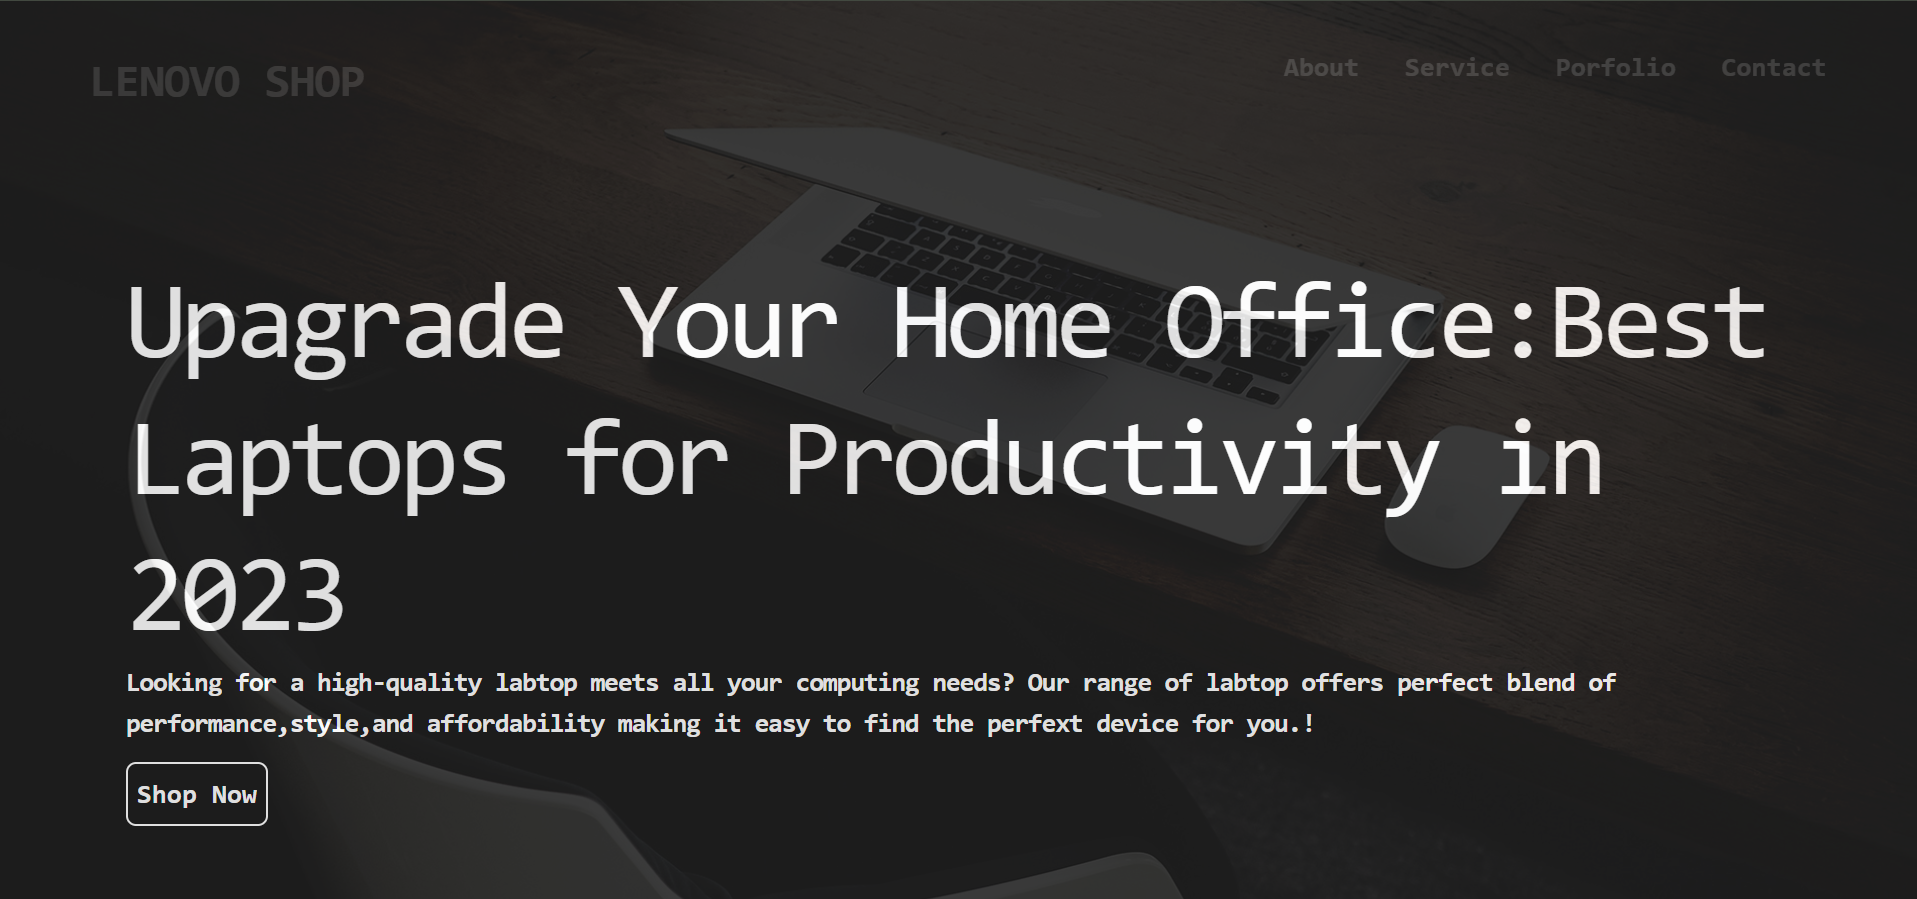 LENOVO SHOP
About Service Porfolio Contact
Upagrade Your Home Office:Best
Laptops for Productivity in
2023
Looking for a high-quality labtop meets all your computing needs? Our range of labtop offers perfect blend of
performance,style,and affordability making it easy to find the perfext device for you.!
Shop Now